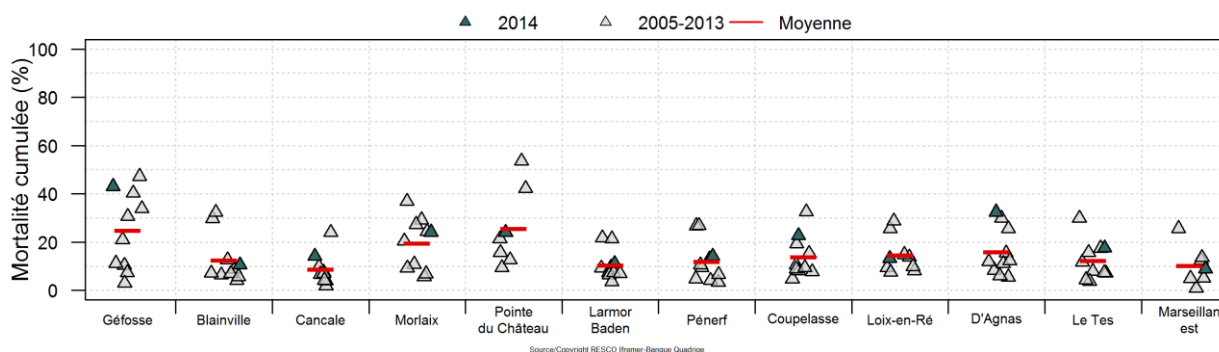 2014 2005-2013 Moyenne
Mortalité cumulée (%)
100
80
60
40
20
0
Géfosse Blainville Cancale Morlaix Pointe du Château Larmor Baden Pénerf Coupelasse Loix-en-Ré D'Agnas Le Tes Marseillan est
Source/Copyright RESCO Ifremer-Banque Quadrige